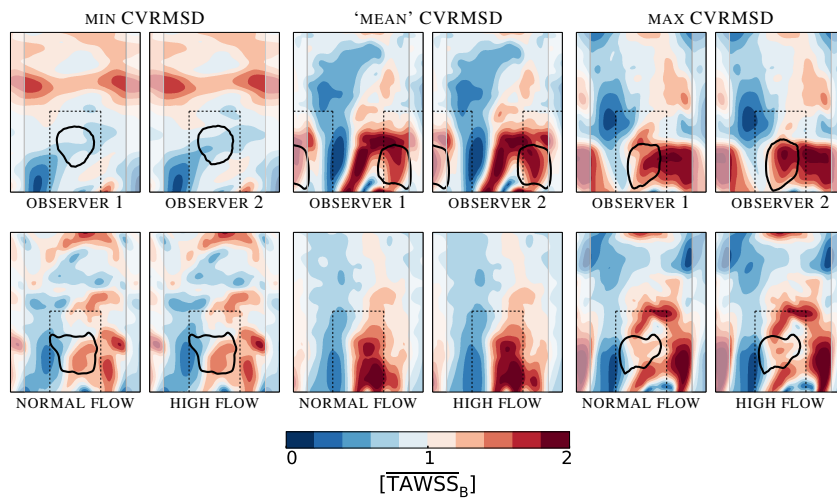 MIN CVRMSD ‘MEAN’ CVRMSD MAX CVRMSD
OBSERVER 1 OBSERVER 2 OBSERVER 1 OBSERVER 2 OBSERVER 1 OBSERVER 2
NORMAL FLOW HIGH FLOW NORMAL FLOW HIGH FLOW NORMAL FLOW HIGH FLOW
0 1 2
[TAWSS_B]